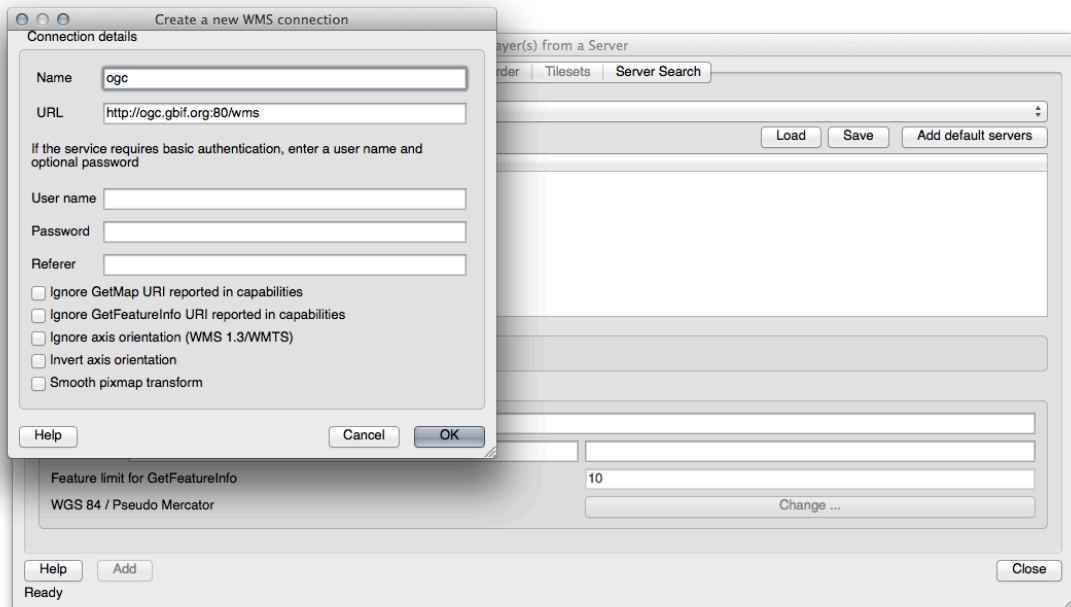 Create a new WMS connection
Connection details
Name ogc
URL http://ogc.gbif.org:80/wms
If the service requires basic authentication, enter a user name and
optional password
User name
Password
Referer
Ignore GetMap URI reported in capabilities
Ignore GetFeatureInfo URI reported in capabilities
Ignore axis orientation (WMS 1.3/WMTS)
Invert axis orientation
Smooth pixmap transform
Help Cancel OK
ayer(s) from a Server
rder Tilesets Server Search
Load Save Add default servers
Feature limit for GetFeatureInfo 10
WGS 84 / Pseudo Mercator Change ...
Help Add Close
Ready